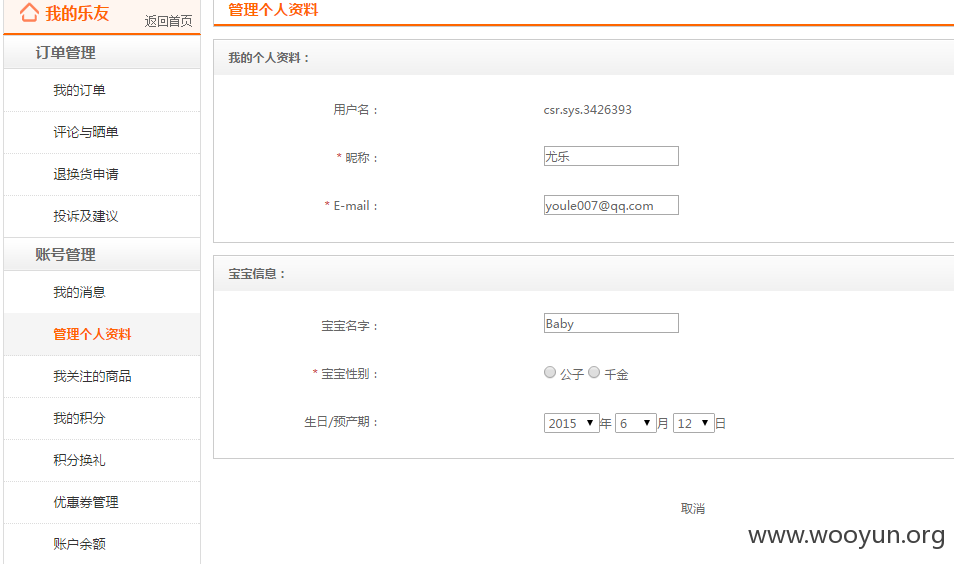 我的乐友
返回首页
订单管理
我的订单
评论与晒单
退换货申请
投诉及建议
账号管理
我的消息
管理个人资料
我关注的商品
我的积分
积分换礼
优惠券管理
账户余额
管理个人资料
我的个人资料：
用户名： csr.sys.3426393
* 昵称： 尤乐
* E-mail： youle007@qq.com
宝宝信息：
宝宝名字： Baby
* 宝宝性别： 公子 千金
生日/预产期： 2015 年 6 月 12 日
取消
www.wooyun.org